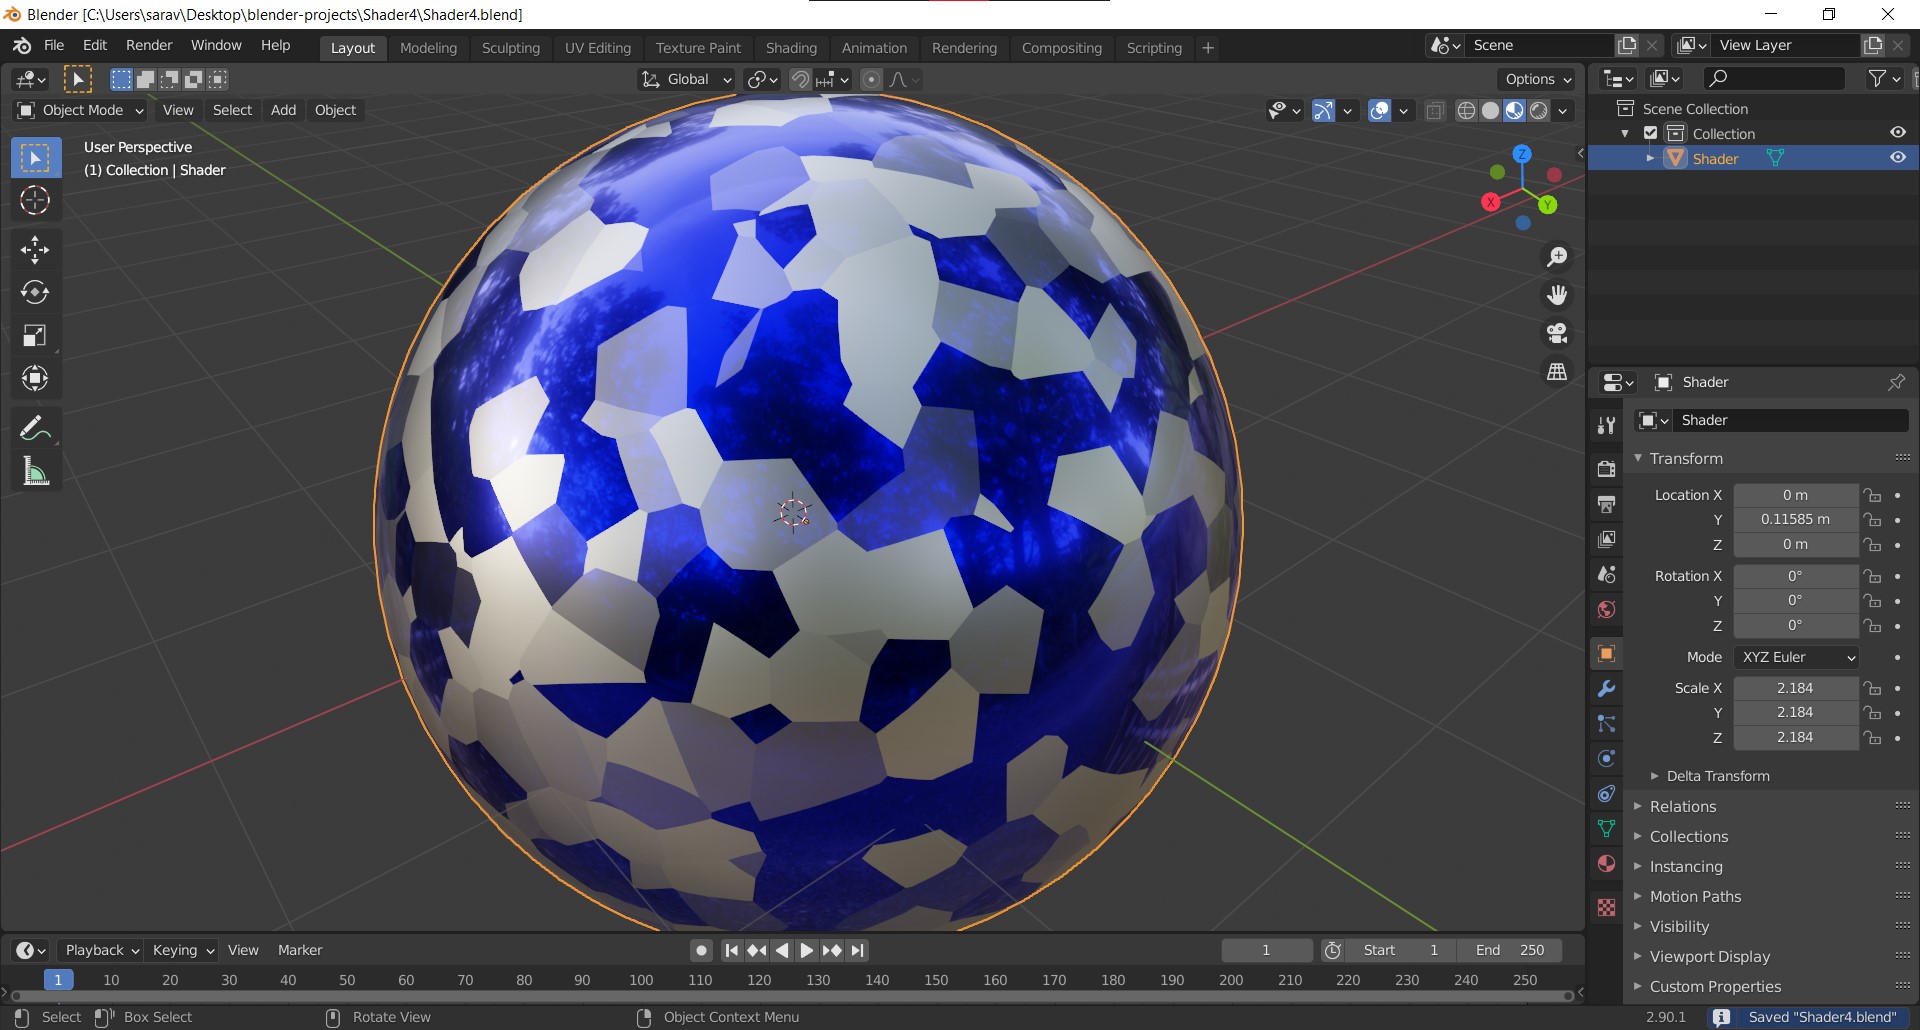 Blender [C:\Users\sarav\Desktop\blender-projects\Shader4\Shader4.blend]
File Edit Render Window Help Layout Modeling Sculpting UV Editing Texture Paint Shading Animation Rendering Compositing Scripting + Scene View Layer
Global Options
Object Mode View Select Add Object
User Perspective
(1) Collection | Shader
Z
X
Y
Scene Collection
Collection
Shader
Shader
Shader
Transform
Location X 0 m
Y 0.11585 m
Z 0 m
Rotation X 0°
Y 0°
Z 0°
Mode XYZ Euler
Scale X 2.184
Y 2.184
Z 2.184
Delta Transform
Relations
Collections
Instancing
Motion Paths
Visibility
Viewport Display
Custom Properties
Playback Keying View Marker 1 Start 1 End 250
1 10 20 30 40 50 60 70 80 90 100 110 120 130 140 150 160 170 180 190 200 210 220 230 240 250
Select Box Select Rotate View Object Context Menu 2.90.1 Saved "Shader4.blend"